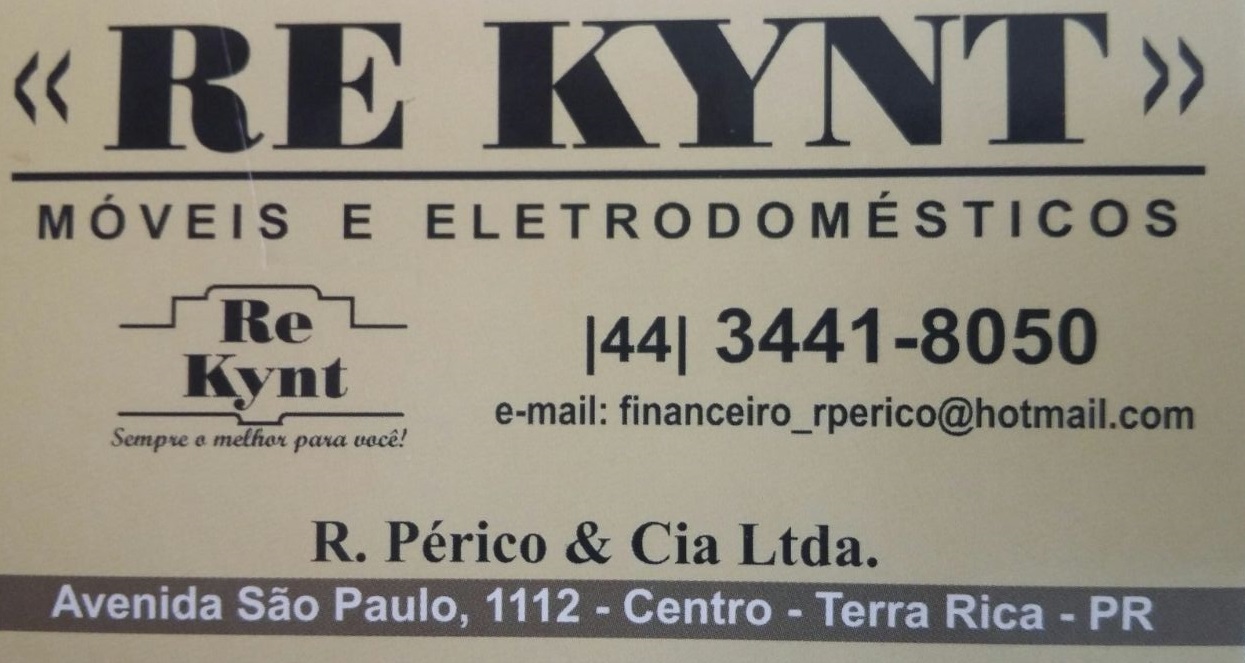 « RE KYNT »
MÓVEIS E ELETRODOMÉSTICOS
Re
Kynt
Sempre o melhor para você!
|44| 3441-8050
e-mail: financeiro_rperico@hotmail.com
R. Périco & Cia Ltda.
Avenida São Paulo, 1112 - Centro - Terra Rica - PR